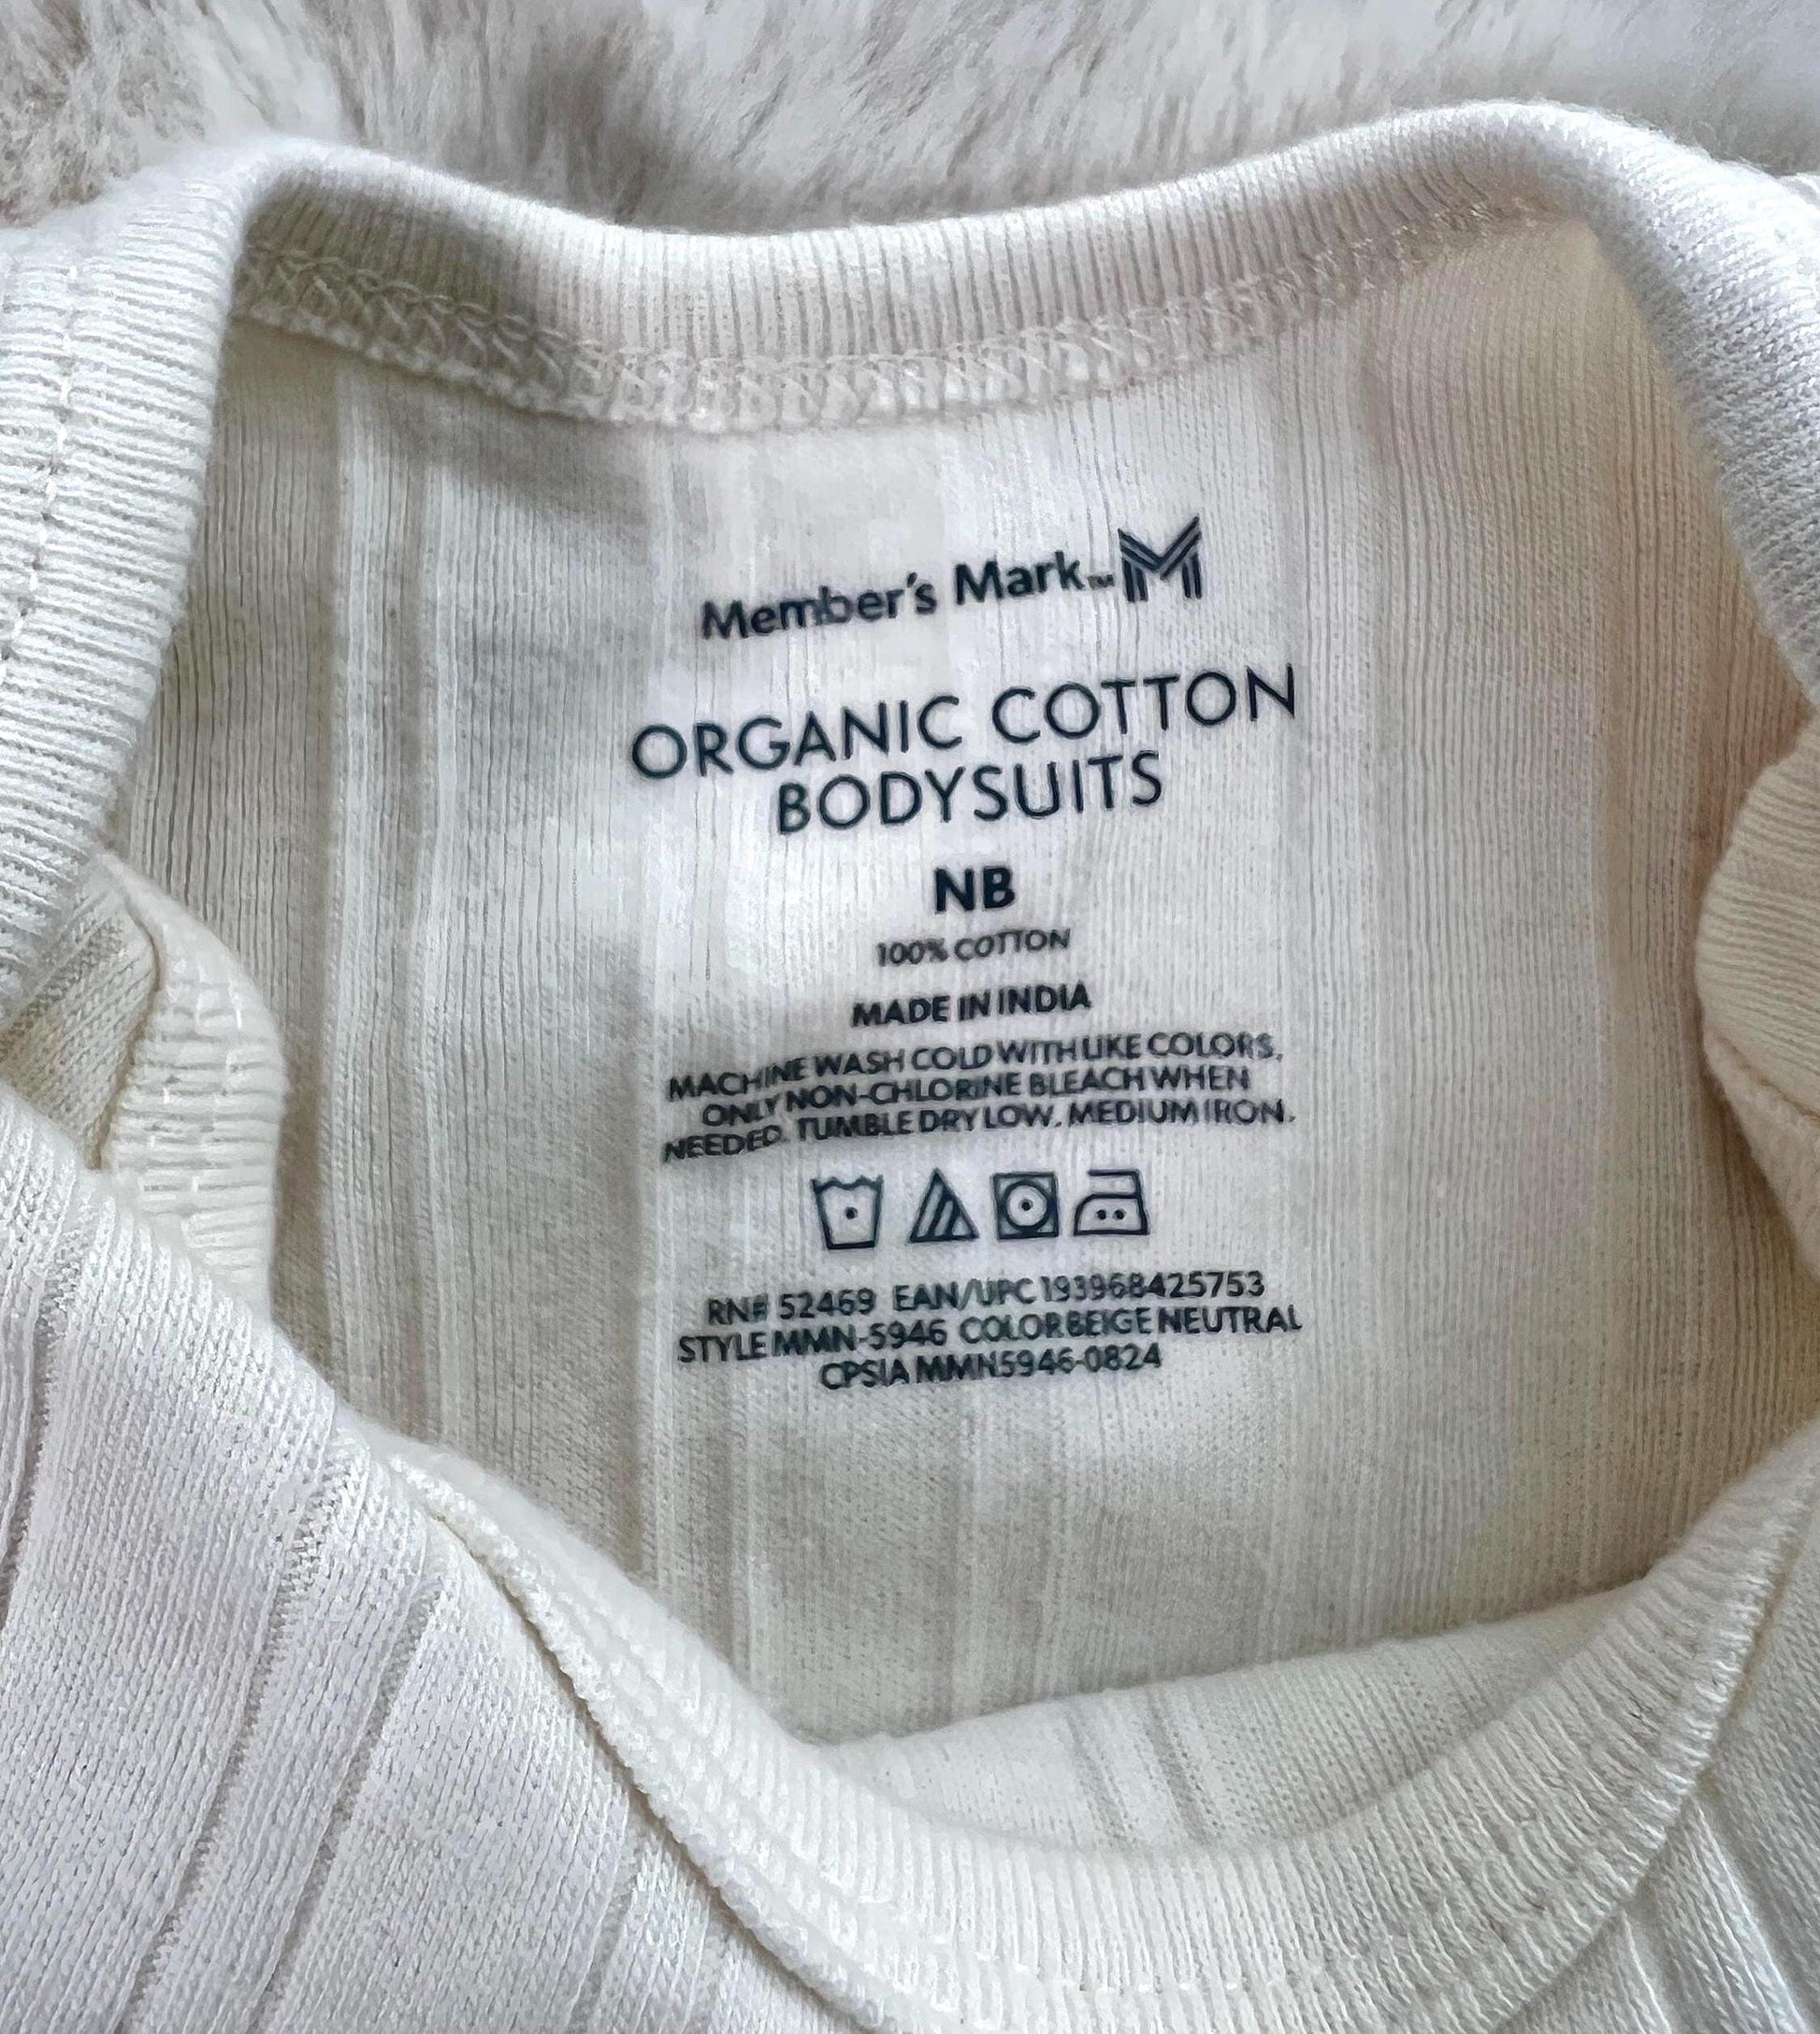 Member's Mark™
ORGANIC COTTON
BODYSUITS
NB
100% COTTON
MADE IN INDIA
MACHINE WASH COLD WITH LIKE COLORS,
ONLY NON-CHLORINE BLEACH WHEN
NEEDED. TUMBLE DRY LOW. MEDIUM IRON.
RN# 52469 EAN/UPC 193968425753
STYLE MMN-5946 COLOR BEIGE NEUTRAL
CPSIA MMN5946-0824